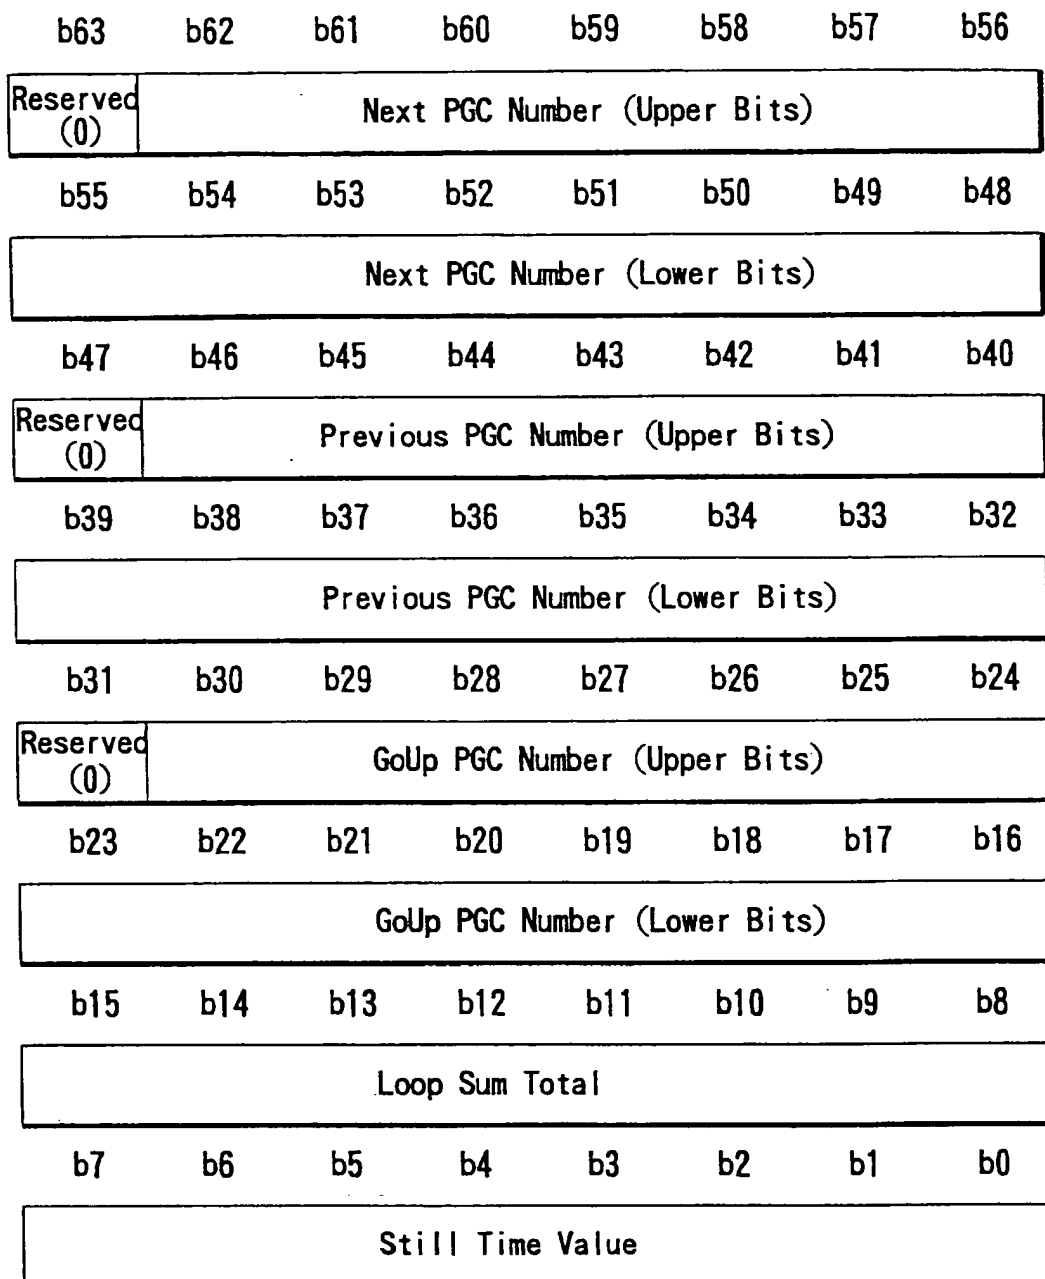 b63 b62 b61 b60 b59 b58 b57 b56
Reserved
(0)
Next PGC Number (Upper Bits)
b55 b54 b53 b52 b51 b50 b49 b48
Next PGC Number (Lower Bits)
b47 b46 b45 b44 b43 b42 b41 b40
Reserved
(0)
Previous PGC Number (Upper Bits)
b39 b38 b37 b36 b35 b34 b33 b32
Previous PGC Number (Lower Bits)
b31 b30 b29 b28 b27 b26 b25 b24
Reserved
(0)
GoUp PGC Number (Upper Bits)
b23 b22 b21 b20 b19 b18 b17 b16
GoUp PGC Number (Lower Bits)
b15 b14 b13 b12 b11 b10 b9 b8
Loop Sum Total
b7 b6 b5 b4 b3 b2 b1 b0
Still Time Value